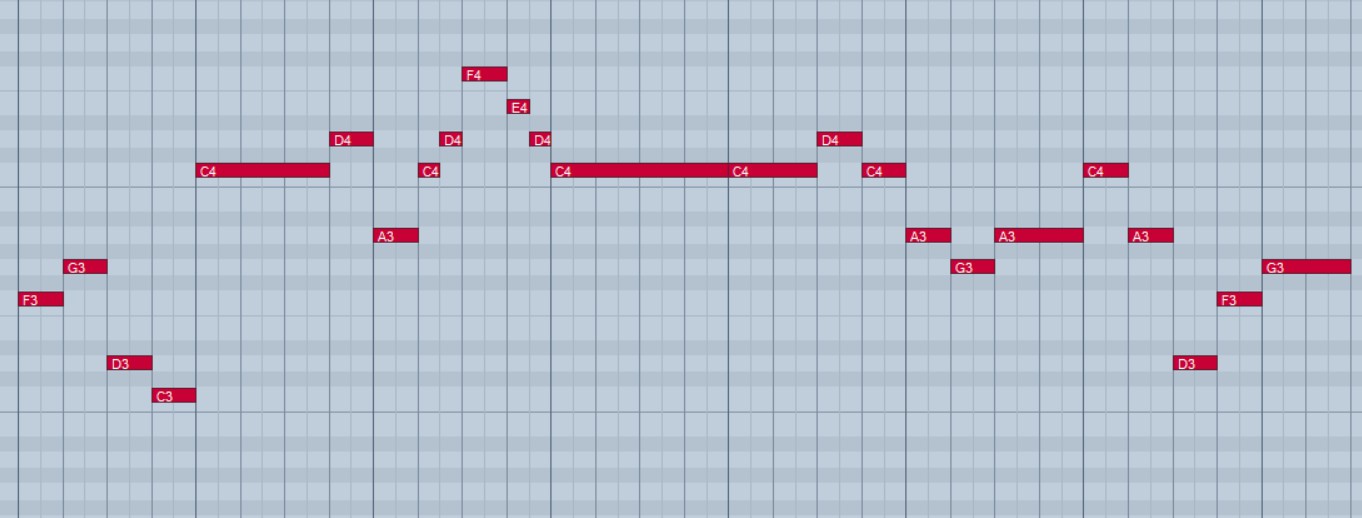 F4
E4
D4 D4 D4 D4
C4 C4 C4 C4 C4 C4
A3 A3 A3 A3
G3 G3 G3
F3 F3
D3 D3
C3